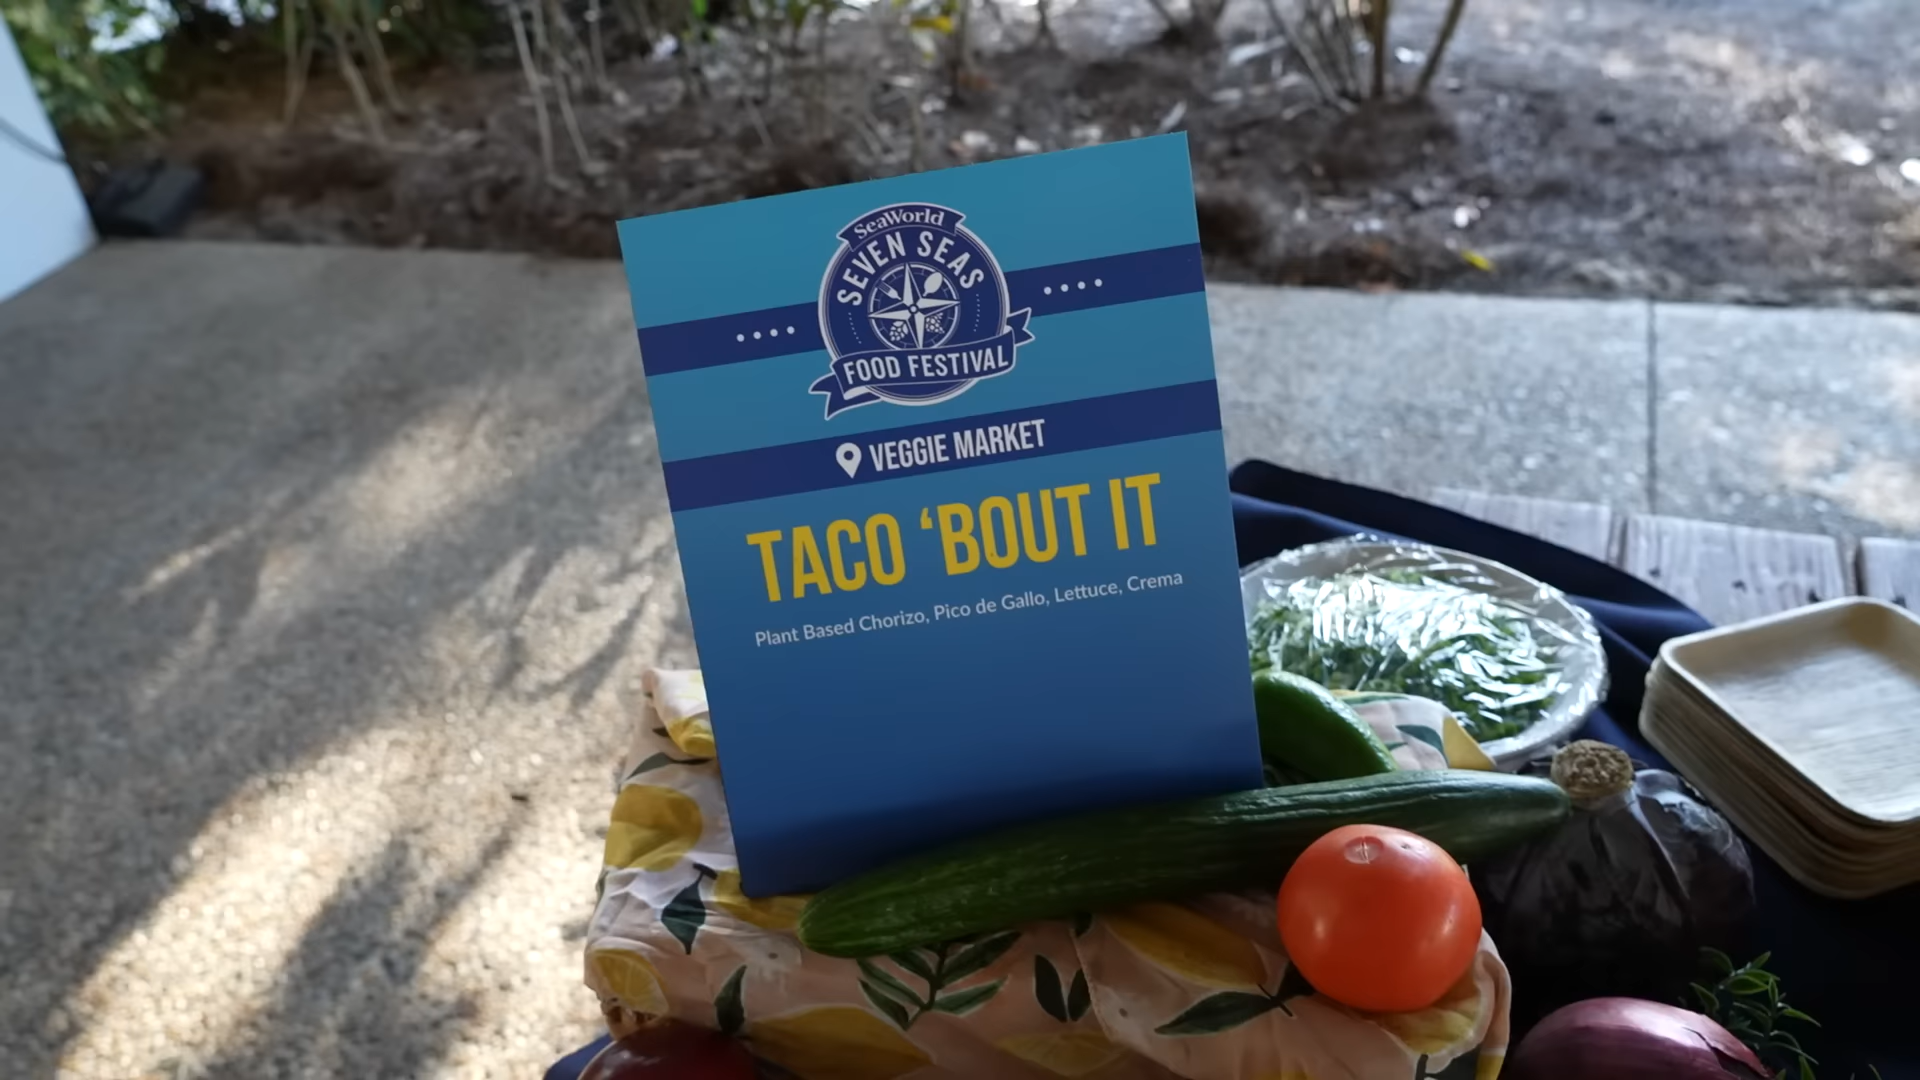 SeaWorld
SEVEN SEAS
FOOD FESTIVAL
VEGGIE MARKET
TACO ‘BOUT IT
Plant Based Chorizo, Pico de Gallo, Lettuce, Crema